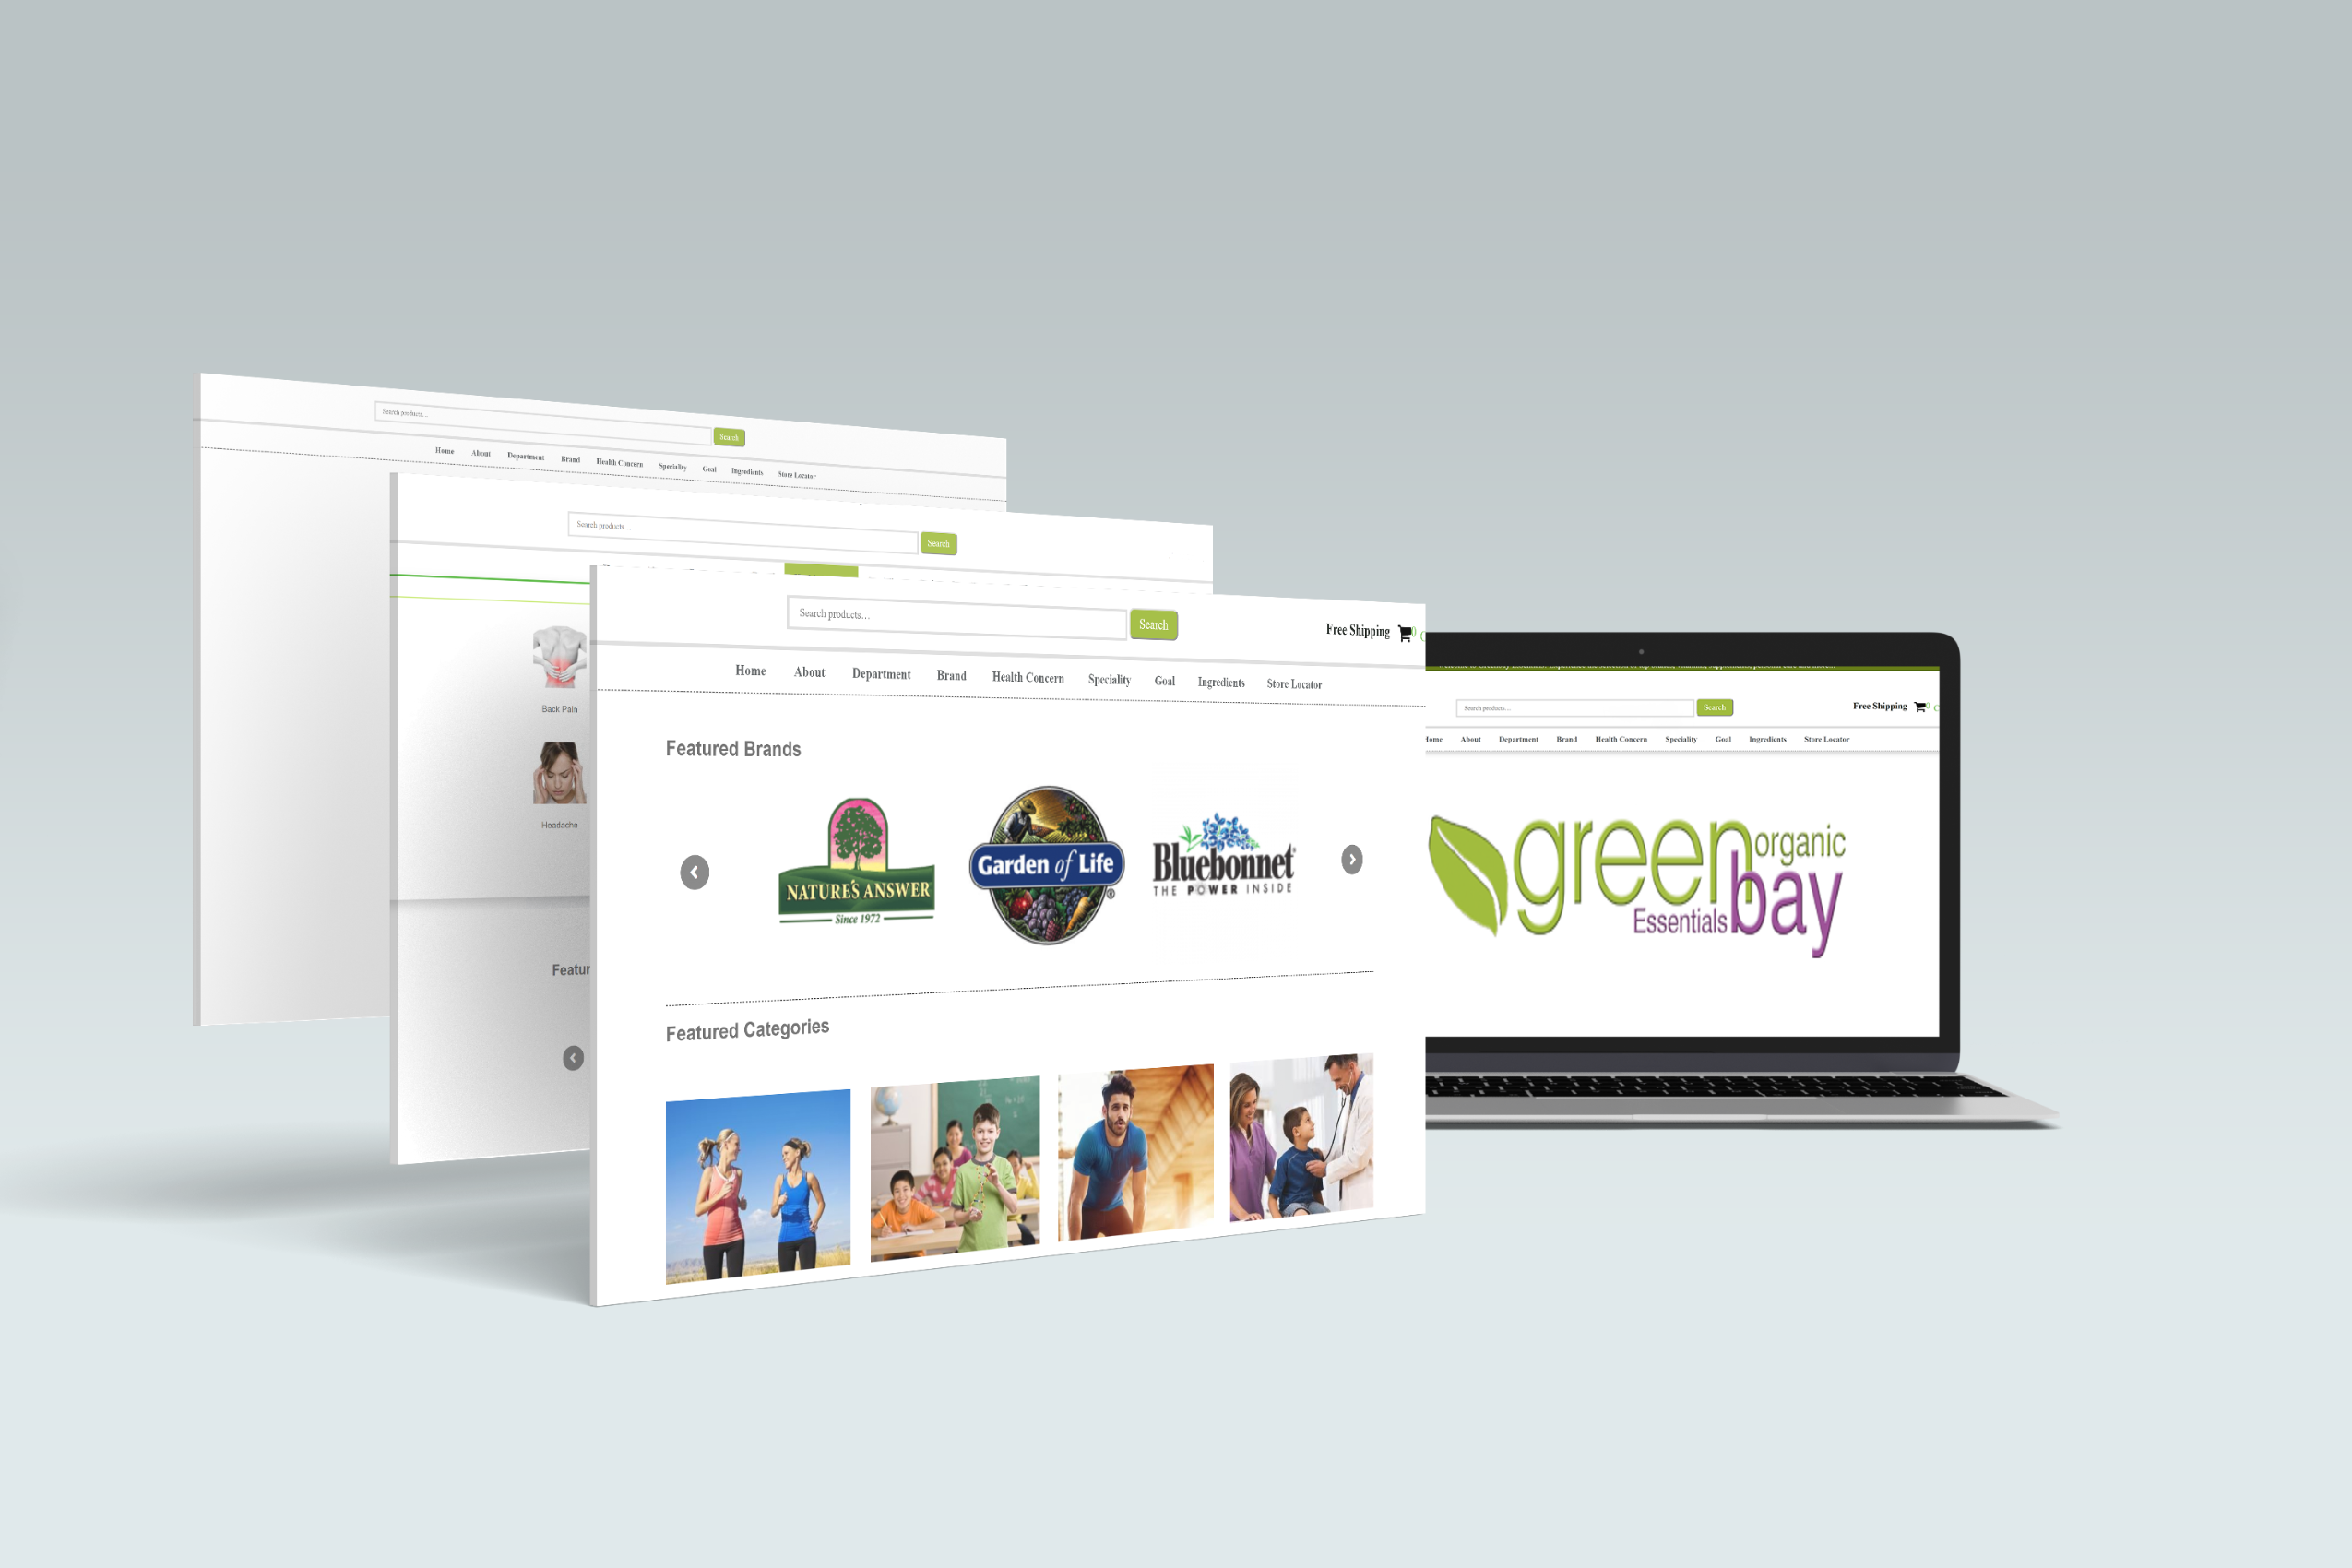 Search products...
Search
Home About Department Brand Health Concern Speciality Goal Ingredients Store Locator
Search products...
Search
Back Pain
Headache
Featur
Search products...
Search
Free Shipping
0
Home About Department Brand Health Concern Speciality Goal Ingredients Store Locator
Featured Brands
NATURE'S ANSWER
Since 1972
Garden of Life
®
Bluebonnet
THE POWER INSIDE
Featured Categories
Search products...
Search
Free Shipping
0
Home About Department Brand Health Concern Speciality Goal Ingredients Store Locator
green organic
Essentials bay